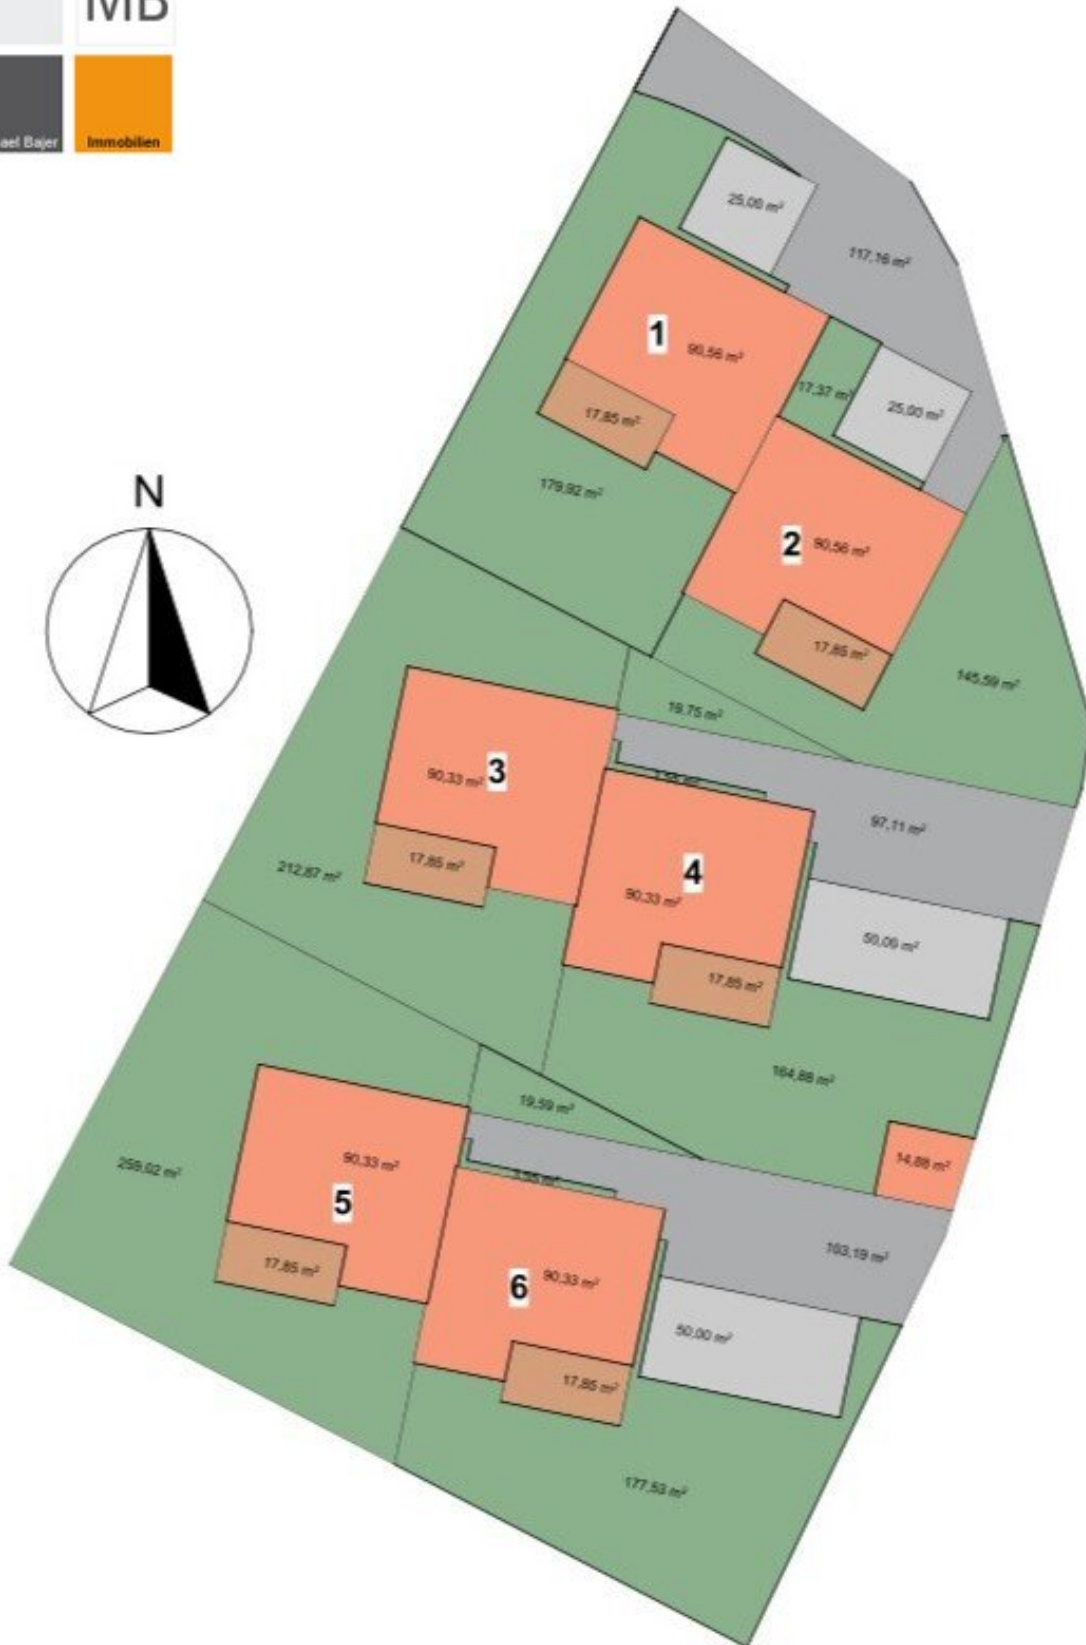 MB
ael Bajer
Immobilien
N
25,00 m²
117,16 m²
1
90,56 m²
17,37 m²
25,00 m²
17,85 m²
179,92 m²
2
90,56 m²
17,85 m²
145,59 m²
19,75 m²
3
90,33 m²
97,11 m²
17,85 m²
4
90,33 m²
212,87 m²
50,00 m²
17,85 m²
164,88 m²
19,59 m²
14,88 m²
259,02 m²
90,33 m²
5
3,55 m²
103,19 m²
17,85 m²
6
90,33 m²
50,00 m²
17,85 m²
177,53 m²